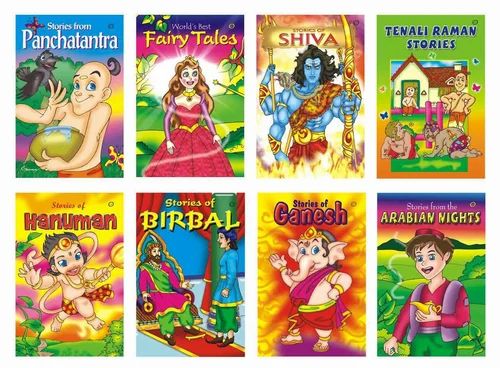 Stories from
Panchatantra
World's Best
Fairy Tales
STORIES OF
SHIVA
TENALI RAMAN
STORIES
Stories of
Hanuman
Stories of
BIRBAL
Stories of
Ganesh
Stories from the
ARABIAN NIGHTS